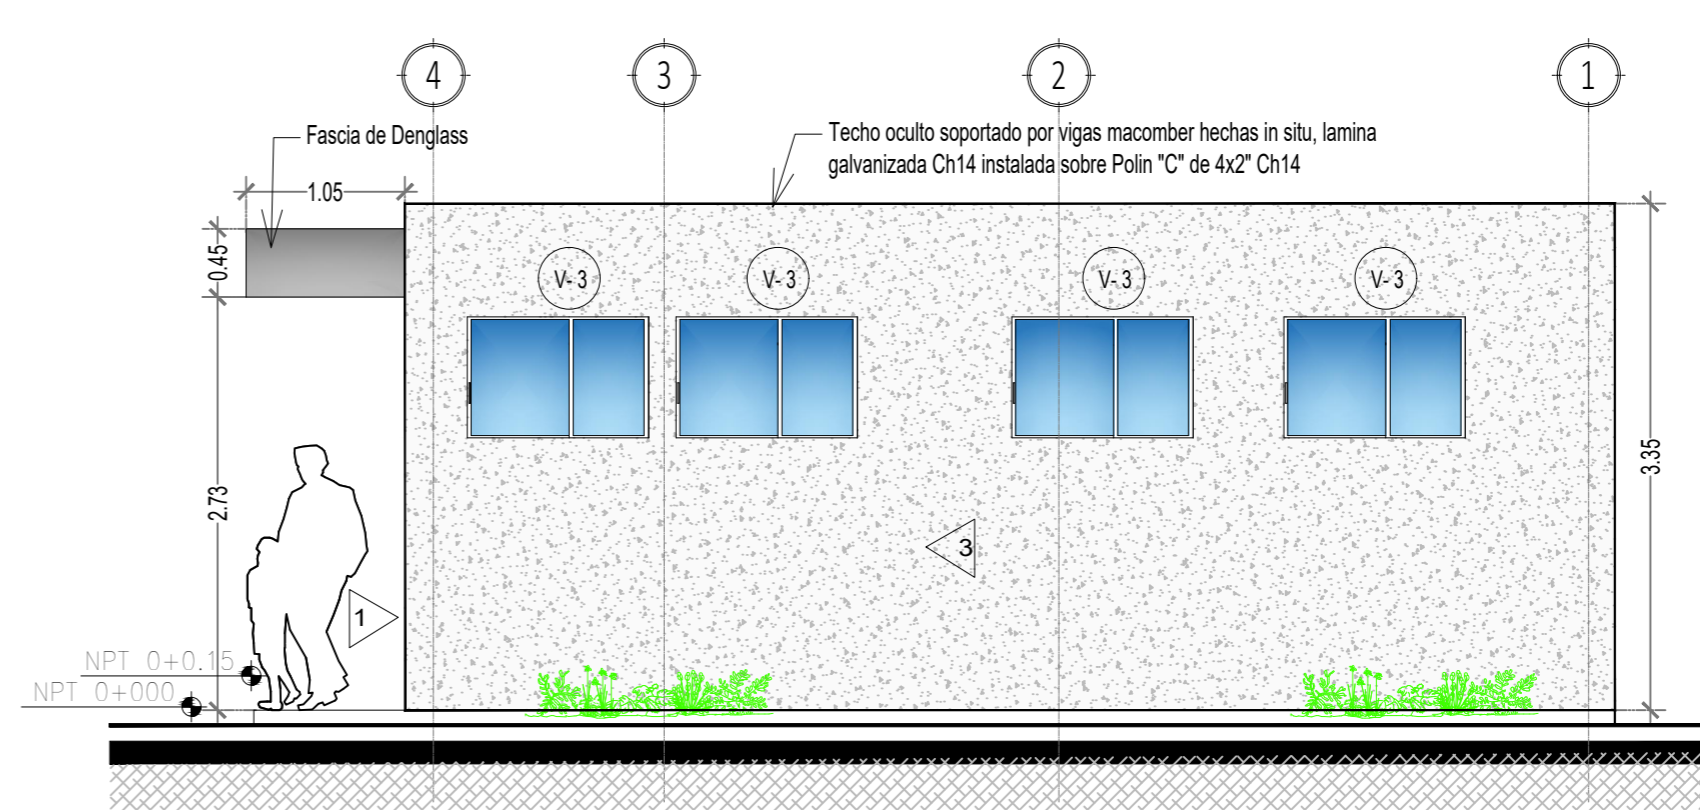 4
3
2
1
Fascia de Denglass
Techo oculto soportado por vigas macomber hechas in situ, lamina
galvanizada Ch14 instalada sobre Polin "C" de 4x2" Ch14
1.05
0.45
V- 3
V- 3
V- 3
V- 3
3.35
2.73
3
1
NPT 0+0.15
NPT 0+000